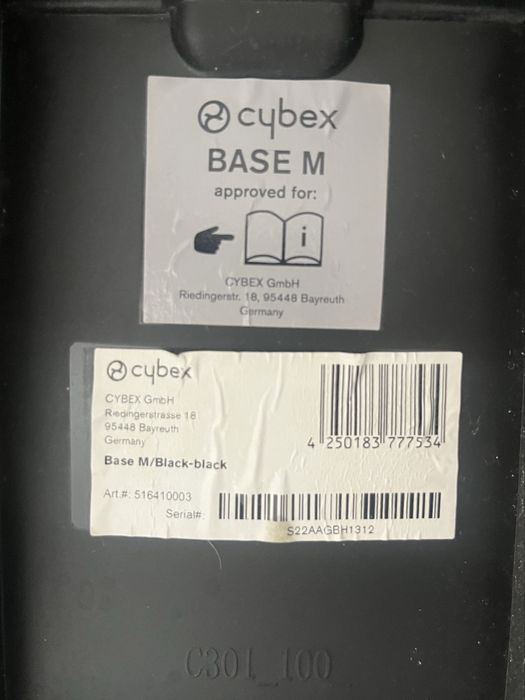 cybex
BASE M
approved for:
i
CYBEX GmbH
Riedingerstr. 18, 95448 Bayreuth
Germany
cybex
CYBEX GmbH
Riedingerstrasse 18
95448 Bayreuth
Germany
4 250183 777534
Base M/Black-black
Art.#: 516410003
Serial#:
S22AAGBH1312
C301_100